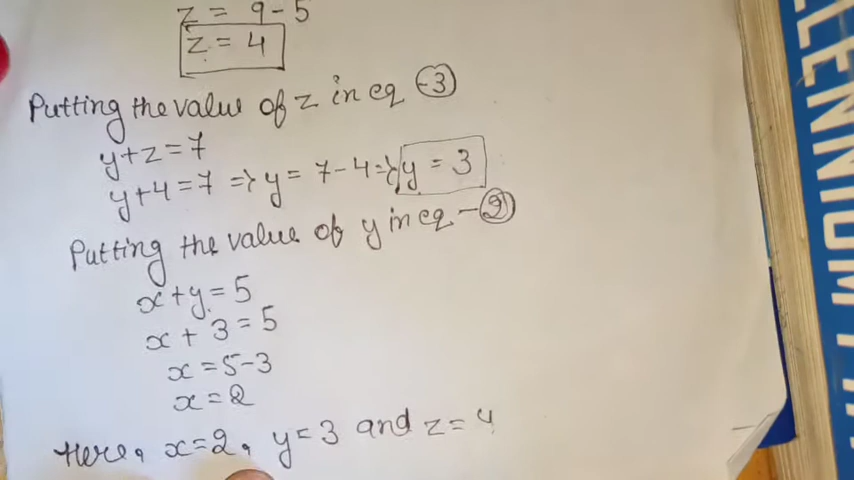 z = 9 - 5
z = 4
Putting the value of z in eq -3
y+z=7
y+4=7 => y = 7-4 => y = 3
Putting the value of y in eq -2
x+y=5
x+3=5
x=5-3
x=2
Here, x=2, y=3 and z=4
LLENNIUM